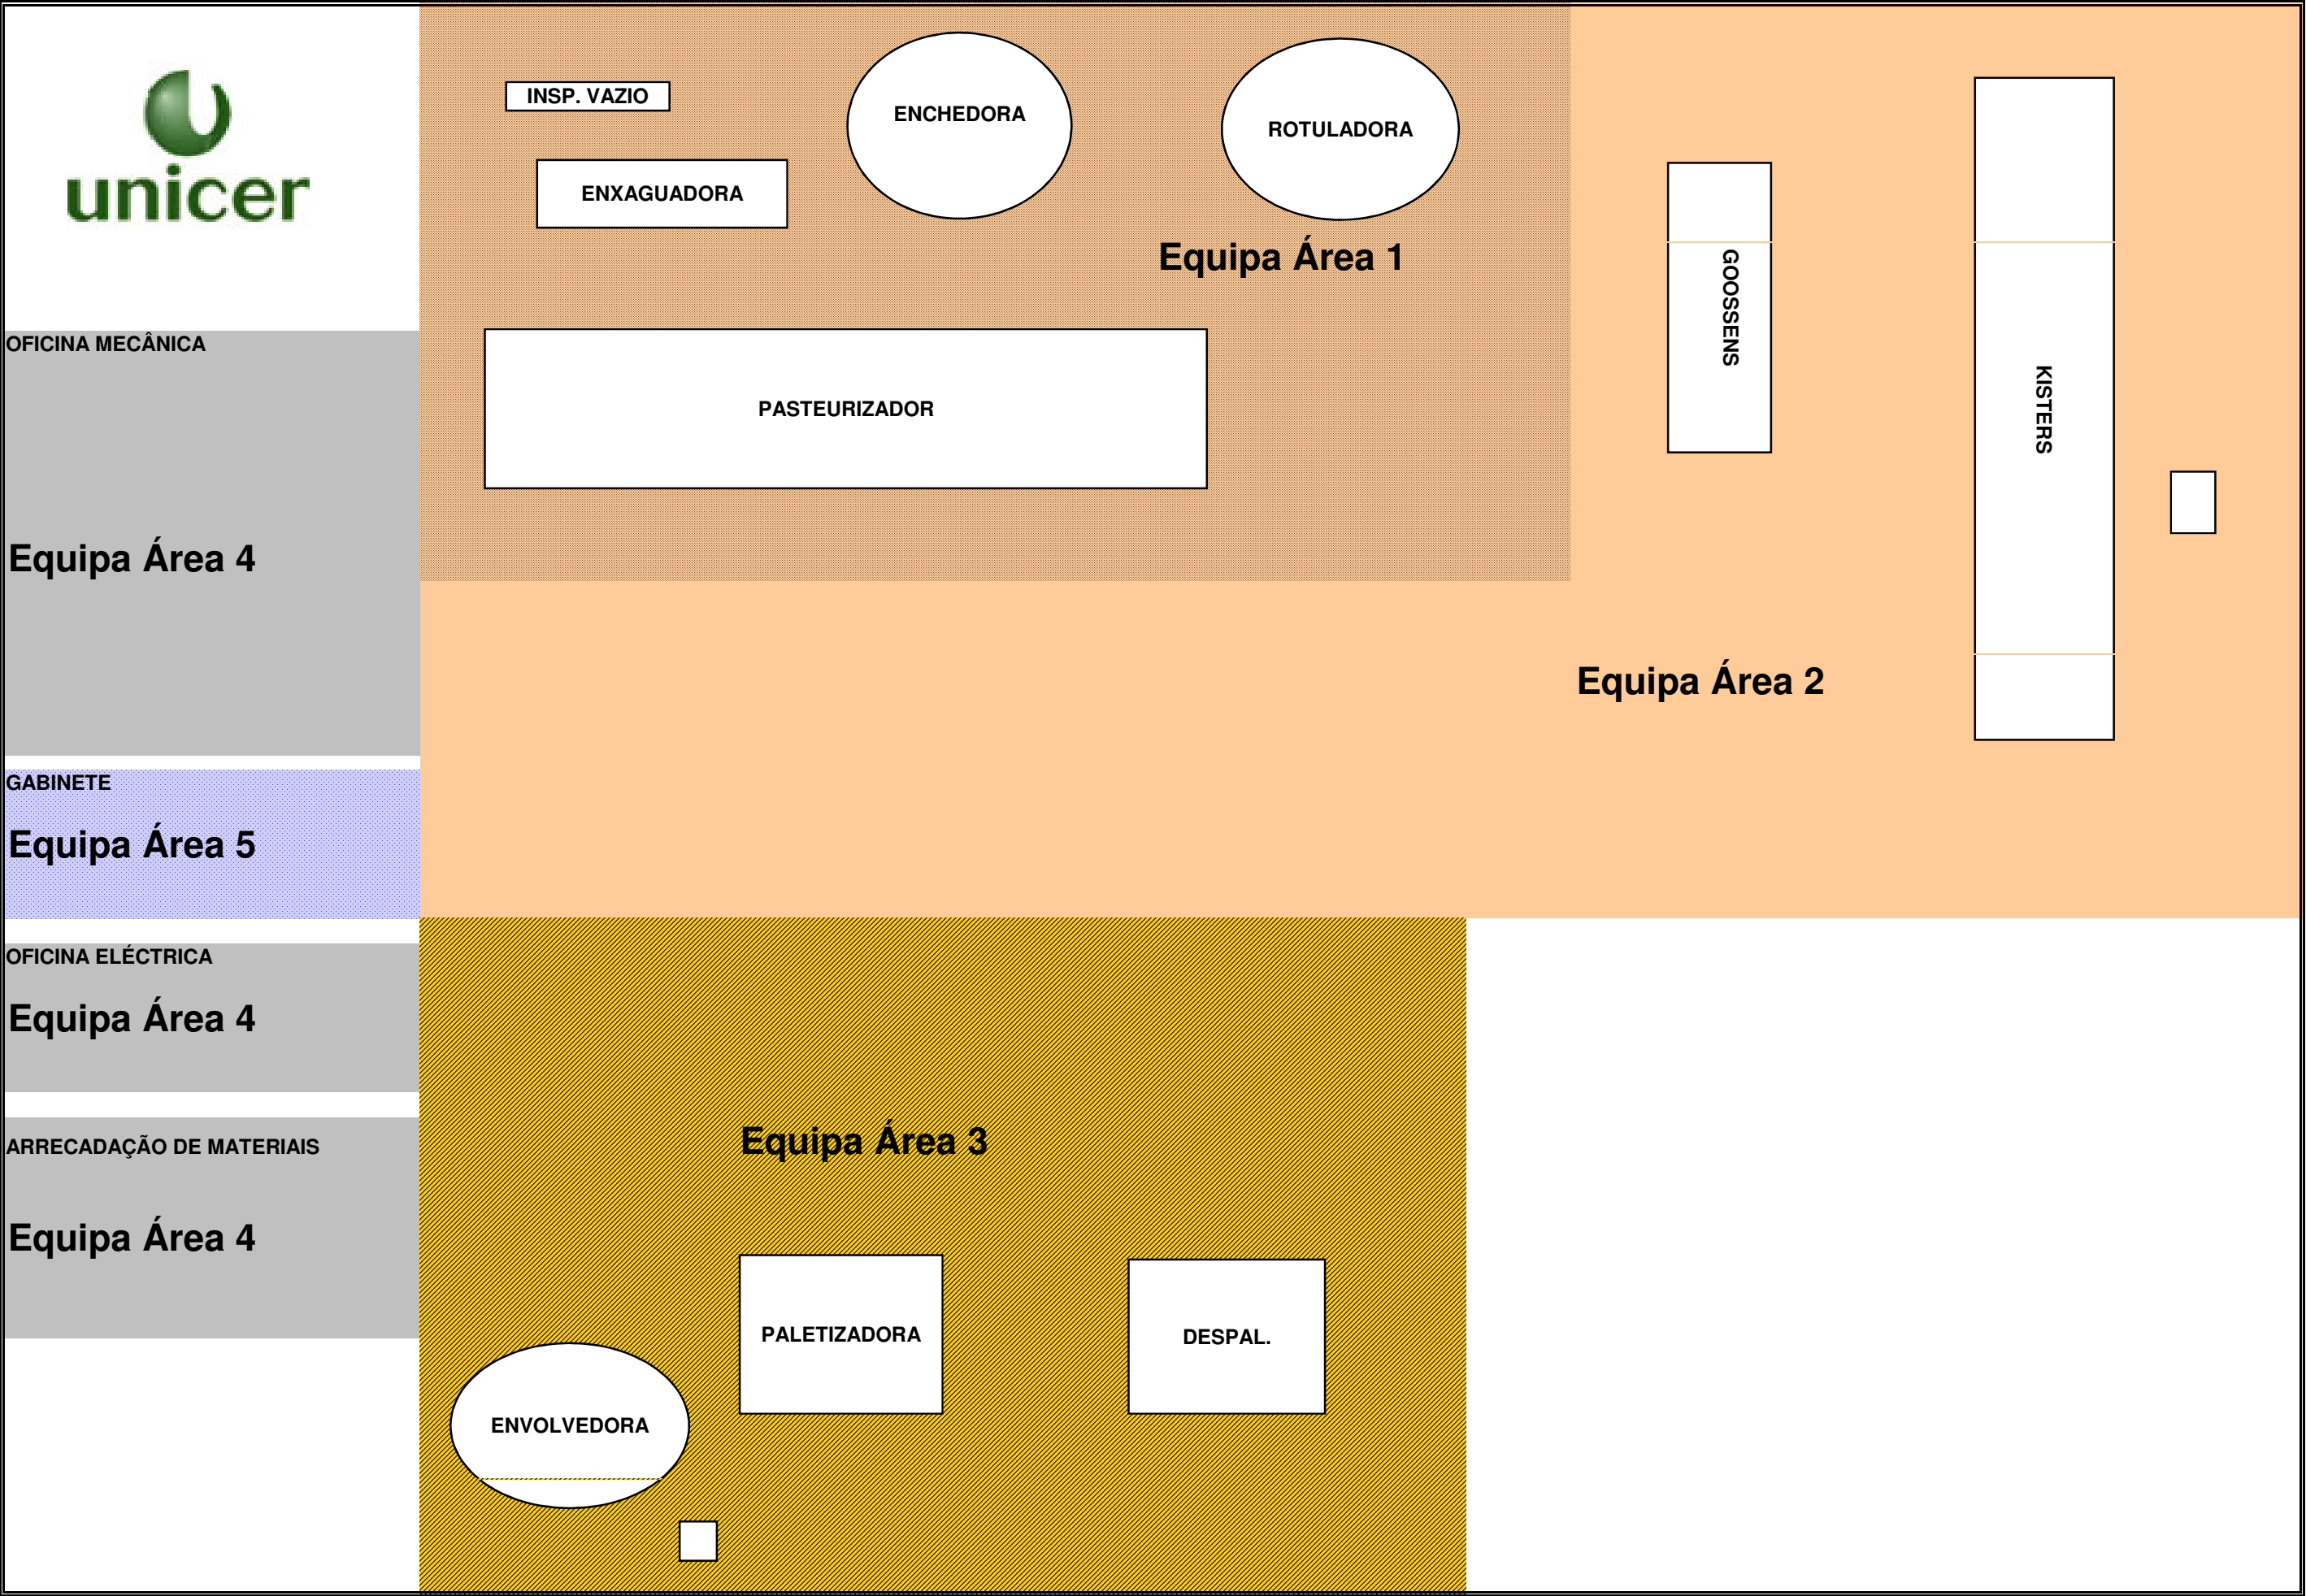 unicer
INSP. VAZIO
ENCHEDORA
ROTULADORA
ENXAGUADORA
Equipa Área 1
GOOSSENS
KISTERS
PASTEURIZADOR
OFICINA MECÂNICA
Equipa Área 4
Equipa Área 2
GABINETE
Equipa Área 5
OFICINA ELÉCTRICA
Equipa Área 4
ARRECADAÇÃO DE MATERIAIS
Equipa Área 4
Equipa Área 3
PALETIZADORA
DESPAL.
ENVOLVEDORA